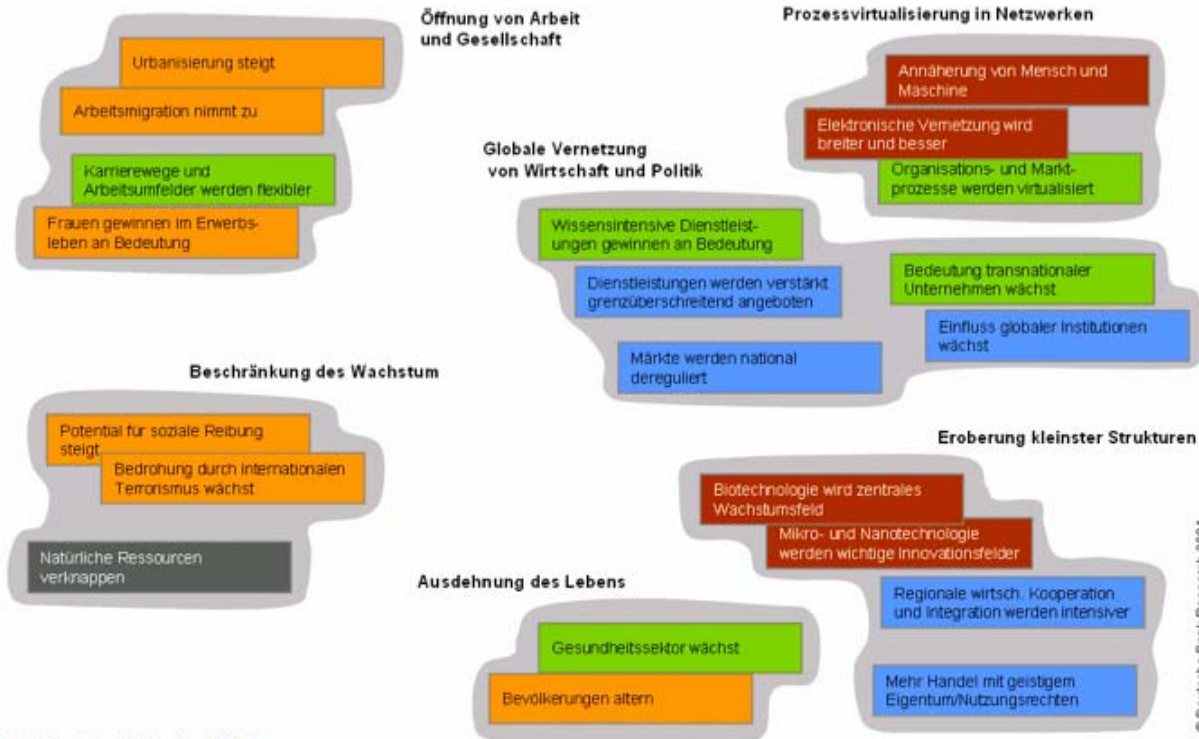 Öffnung von Arbeit
und Gesellschaft
Urbanisierung steigt
Arbeitsmigration nimmt zu
Karrierewege und
Arbeitsumfelder werden flexibler
Frauen gewinnen im Erwerbs-
leben an Bedeutung
Prozessvirtualisierung in Netzwerken
Annäherung von Mensch und
Maschine
Elektronische Vernetzung wird
breiter und besser
Organisations- und Markt-
prozesse werden virtualisiert
Globale Vernetzung
von Wirtschaft und Politik
Wissensintensive Dienstleist-
ungen gewinnen an Bedeutung
Dienstleistungen werden verstärkt
grenzüberschreitend angeboten
Märkte werden national
dereguliert
Bedeutung transnationaler
Unternehmen wächst
Einfluss globaler Institutionen
wächst
Beschränkung des Wachstum
Potential für soziale Reibung
steigt
Bedrohung durch internationalen
Terrorismus wächst
Natürliche Ressourcen
verknappen
Eroberung kleinster Strukturen
Biotechnologie wird zentrales
Wachstumsfeld
Mikro- und Nanotechnologie
werden wichtige Innovationsfelder
Regionale wirtsch. Kooperation
und Integration werden intensiver
Mehr Handel mit geistigem
Eigentum/Nutzungsrechten
Ausdehnung des Lebens
Gesundheitssektor wächst
Bevölkerungen altern